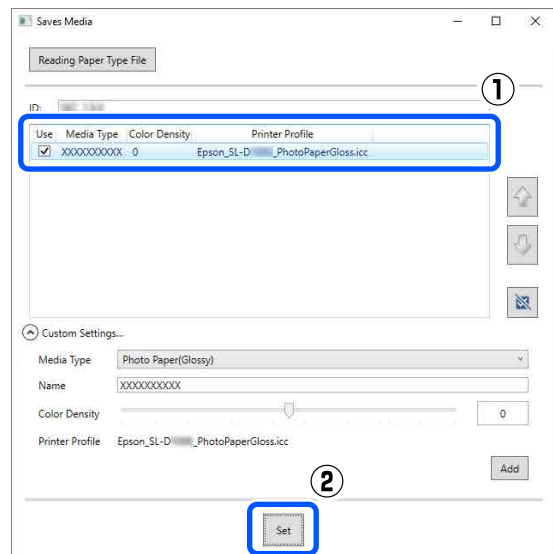 Saves Media
Reading Paper Type File
①
ID:
Use Media Type Color Density Printer Profile
XXXXXXXXXX 0 Epson_SL-D _PhotoPaperGloss.icc
Custom Settings...
Media Type Photo Paper(Glossy)
Name XXXXXXXXXX
Color Density 0
Printer Profile Epson_SL-D _PhotoPaperGloss.icc
Add
②
Set